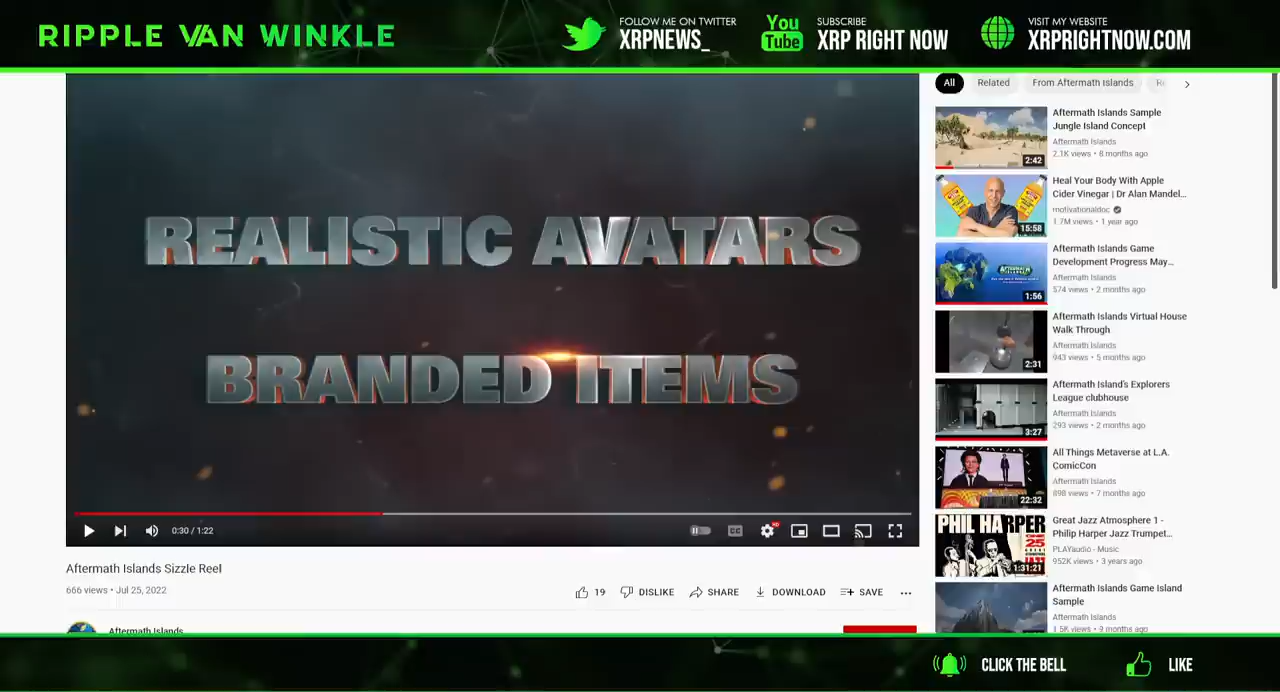 RIPPLE VAN WINKLE
FOLLOW ME ON TWITTER
XRPNEWS_
You
Tube
SUBSCRIBE
XRP RIGHT NOW
VISIT MY WEBSITE
XRPRIGHTNOW.COM
REALISTIC AVATARS
BRANDED ITEMS
0:30 / 1:22
CC
HD
Aftermath Islands Sizzle Reel
666 views • Jul 25, 2022
19
DISLIKE
SHARE
DOWNLOAD
SAVE
Aftermath Islands
All
Related
From Aftermath Islands
2:42
Aftermath Islands Sample
Jungle Island Concept
Aftermath Islands
2.1K views • 8 months ago
15:58
Heal Your Body With Apple
Cider Vinegar | Dr Alan Mandel...
motivationaldoc
1.7M views • 1 year ago
AFTERMATH
1:56
Aftermath Islands Game
Development Progress May...
Aftermath Islands
574 views • 2 months ago
2:31
Aftermath Islands Virtual House
Walk Through
Aftermath Islands
943 views • 5 months ago
3:27
Aftermath Island's Explorers
League clubhouse
Aftermath Islands
293 views • 2 months ago
22:32
All Things Metaverse at L.A.
ComicCon
Aftermath Islands
898 views • 7 months ago
PHIL HARPER
25
1:31:21
Great Jazz Atmosphere 1 -
Philip Harper Jazz Trumpet...
PLAYaudio - Music
952K views • 3 years ago
Aftermath Islands Game Island
Sample
Aftermath Islands
1.5K views • 9 months ago
CLICK THE BELL
LIKE